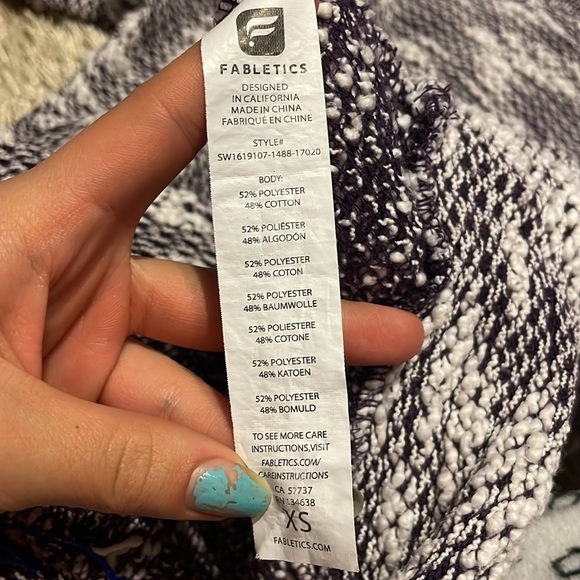 FABLETICS
DESIGNED
IN CALIFORNIA
MADE IN CHINA
FABRIQUÉ EN CHINE
STYLE#
SW1619107-1488-17020
BODY:
52% POLYESTER
48% COTTON
52% POLIÉSTER
48% ALGODÓN
52% POLYESTER
48% COTON
52% POLYESTER
48% BAUMWOLLE
52% POLIESTERE
48% COTONE
52% POLYESTER
48% KATOEN
52% POLYESTER
48% BOMULD
TO SEE MORE CARE
INSTRUCTIONS,VISIT
FABLETICS.COM/
CAREINSTRUCTIONS
CA 57737
34638
XS
FABLETICS.COM